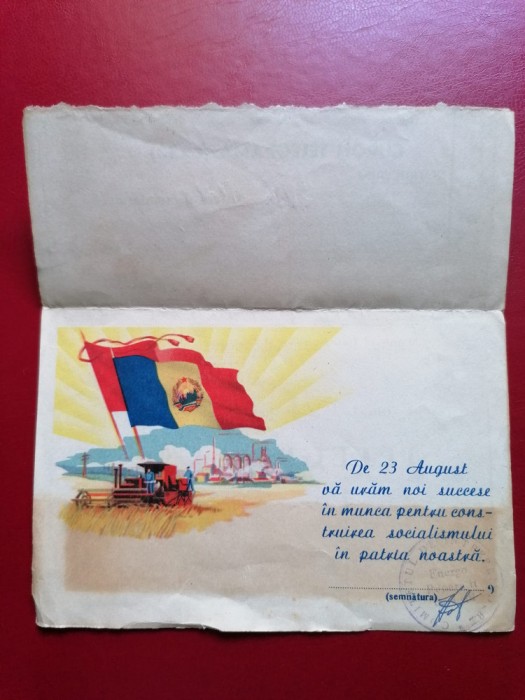 De 23 August
vă urăm noi succese
în munca pentru cons-
truirea socialismului
în patria noastră.
(semnătura)